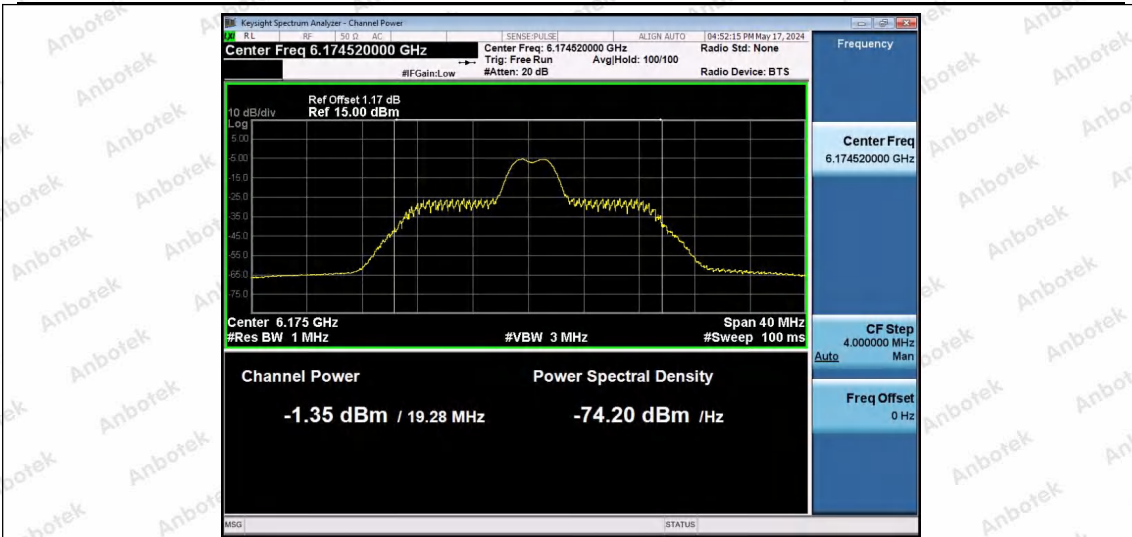 Keysight Spectrum Analyzer - Channel Power
LXI RL RF 50 Ω AC SENSE:PULSE ALIGN AUTO 04:52:15 PM May 17, 2024
Center Freq 6.174520000 GHz
Center Freq: 6.174520000 GHz
Radio Std: None
Trig: Free Run Avg|Hold: 100/100
#IFGain:Low
#Atten: 20 dB
Radio Device: BTS
Frequency
Ref Offset 1.17 dB
10 dB/div Ref 15.00 dBm
Log
5.00
-5.00
-15.0
-25.0
-35.0
-45.0
-55.0
-65.0
-75.0
Center Freq
6.174520000 GHz
Center 6.175 GHz
Span 40 MHz
#Res BW 1 MHz
#VBW 3 MHz
#Sweep 100 ms
CF Step
4.000000 MHz
Auto Man
Channel Power
Power Spectral Density
-1.35 dBm / 19.28 MHz
-74.20 dBm /Hz
Freq Offset
0 Hz
MSG
STATUS
Anbotek